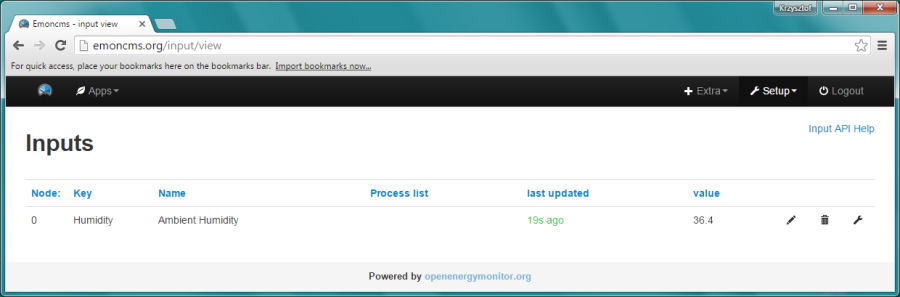 Krzysztof
Emoncms - input view
emoncms.org/input/view
For quick access, place your bookmarks here on the bookmarks bar. Import bookmarks now...
Apps Extra Setup Logout
Input API Help
Inputs
Node: Key Name Process list last updated value
0 Humidity Ambient Humidity 19s ago 36.4
Powered by openenergymonitor.org